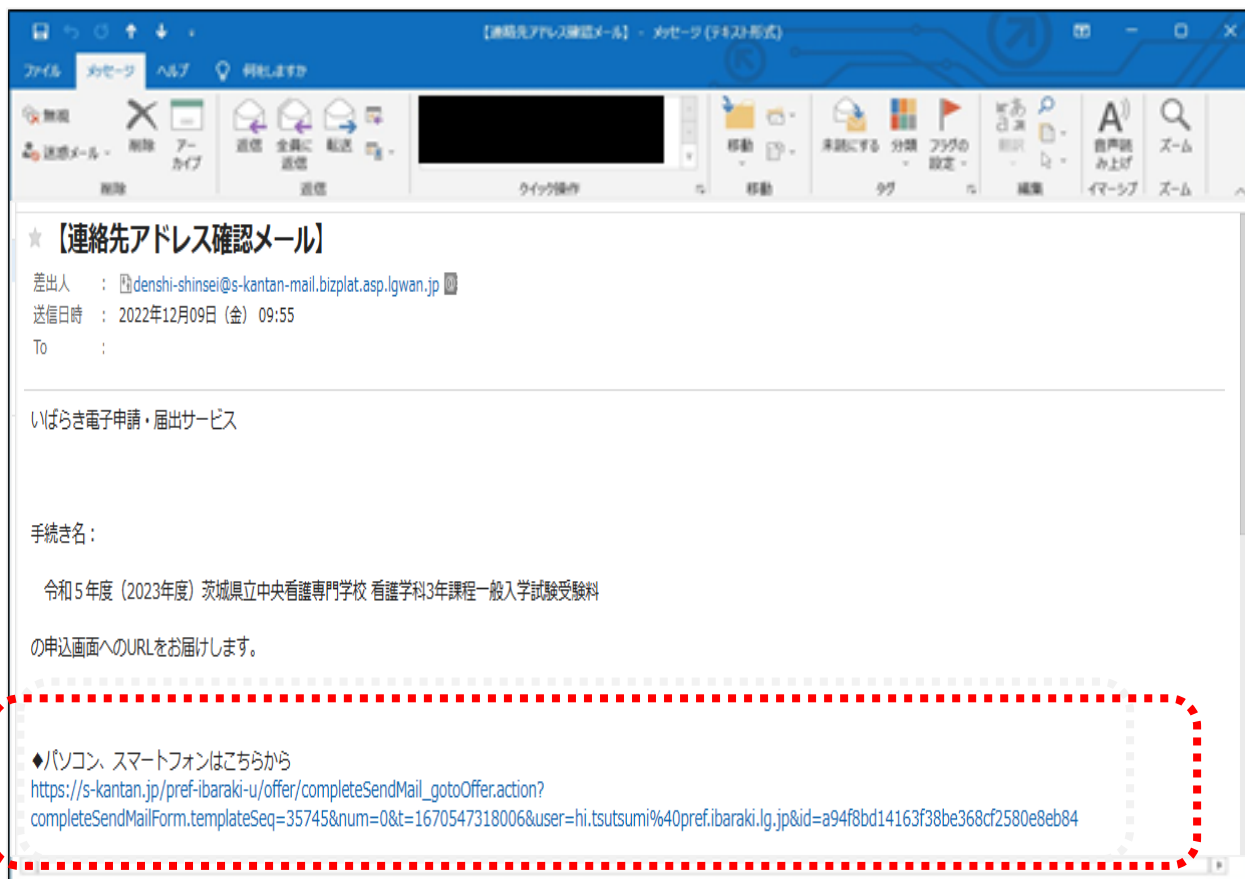 【連絡先アドレス確認メール】 - メッセージ (テキスト形式)
ファイル メッセージ ヘルプ 何をしますか
無視
迷惑メール
削除
アー
カイブ
返信
全員に
返信
転送
移動
未読にする
分類
フラグの
設定
翻訳
音声読
み上げ
ズーム
削除 返信 クイック操作 移動 タグ 編集 イマーシブ ズーム
【連絡先アドレス確認メール】
差出人 : denshi-shinsei@s-kantan-mail.bizplat.asp.lgwan.jp
送信日時 : 2022年12月09日（金）09:55
To :
いばらき電子申請・届出サービス
手続き名：
令和５年度（2023年度）茨城県立中央看護専門学校 看護学科3年課程一般入学試験受験料
の申込画面へのURLをお届けします。
◆パソコン、スマートフォンはこちらから
https://s-kantan.jp/pref-ibaraki-u/offer/completeSendMail_gotoOffer.action?
completeSendMailForm.templateSeq=35745&num=0&t=1670547318006&user=hi.tsutsumi%40pref.ibaraki.lg.jp&id=a94f8bd14163f38be368cf2580e8eb84